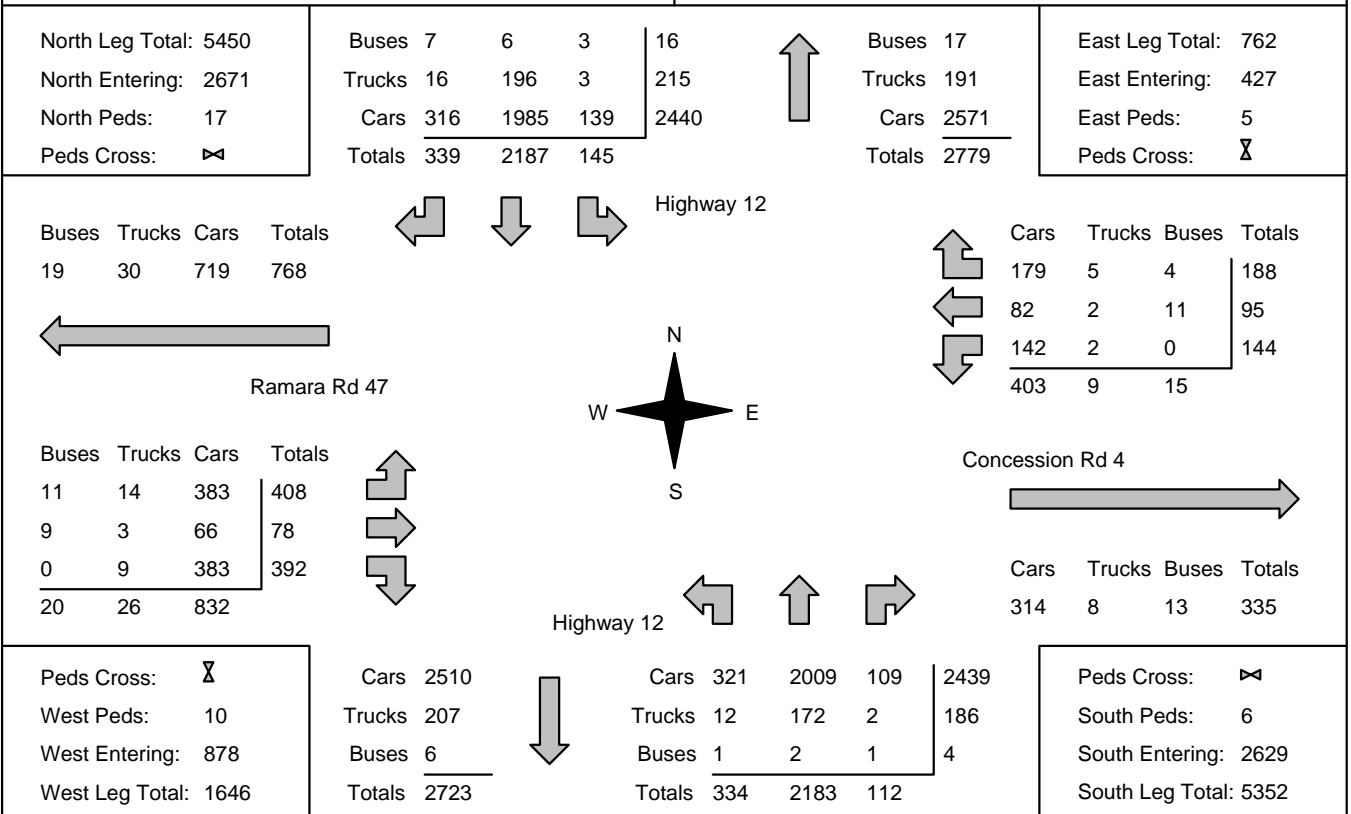 North Leg Total: 5450
North Entering: 2671
North Peds: 17
Peds Cross:
Buses 7 6 3 16
Trucks 16 196 3 215
Cars 316 1985 139 2440
Totals 339 2187 145
Buses 17
Trucks 191
Cars 2571
Totals 2779
East Leg Total: 762
East Entering: 427
East Peds: 5
Peds Cross:
Highway 12
Buses Trucks Cars Totals
19 30 719 768
Cars Trucks Buses Totals
179 5 4 188
82 2 11 95
142 2 0 144
403 9 15
Ramara Rd 47
N
W E
S
Buses Trucks Cars Totals
11 14 383 408
9 3 66 78
0 9 383 392
20 26 832
Concession Rd 4
Cars Trucks Buses Totals
314 8 13 335
Highway 12
Peds Cross:
West Peds: 10
West Entering: 878
West Leg Total: 1646
Cars 2510
Trucks 207
Buses 6
Totals 2723
Cars 321 2009 109 2439
Trucks 12 172 2 186
Buses 1 2 1 4
Totals 334 2183 112
Peds Cross:
South Peds: 6
South Entering: 2629
South Leg Total: 5352